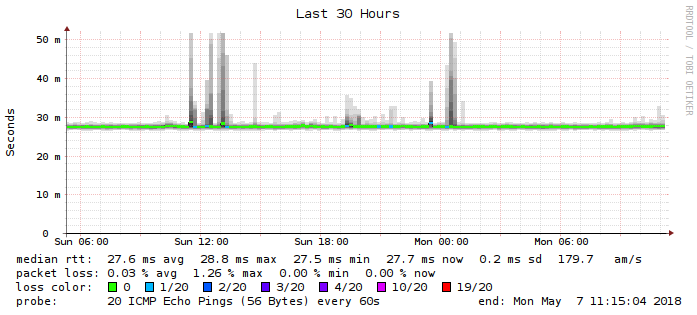 Last 30 Hours
RRDTOOL / TOBI OETIKER
Seconds
50 m
40 m
30 m
20 m
10 m
0
Sun 06:00 Sun 12:00 Sun 18:00 Mon 00:00 Mon 06:00
median rtt: 27.6 ms avg 28.8 ms max 27.5 ms min 27.7 ms now 0.2 ms sd 179.7 am/s
packet loss: 0.03 % avg 1.26 % max 0.00 % min 0.00 % now
loss color: 0 1/20 2/20 3/20 4/20 10/20 19/20
probe: 20 ICMP Echo Pings (56 Bytes) every 60s end: Mon May 7 11:15:04 2018